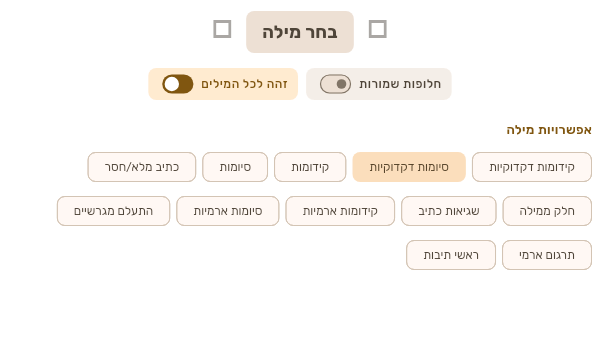 בחר מילה
חלופות שמורות זהה לכל המילים
אפשרויות מילה
קידומות דקדוקיות סיומות דקדוקיות קידומות סיומות כתיב מלא/חסר
חלק ממילה שגיאות כתיב קידומות ארמיות סיומות ארמיות התעלם מגרשיים
תרגום ארמי ראשי תיבות